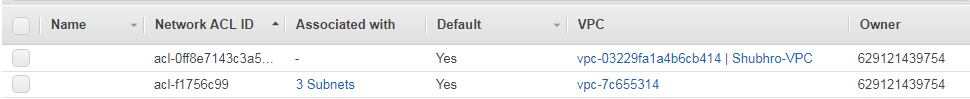 Name Network ACL ID Associated with Default VPC Owner
acl-0ff8e7143c3a5... - Yes vpc-03229fa1a4b6cb414 | Shubhro-VPC 629121439754
acl-f1756c99 3 Subnets Yes vpc-7c655314 629121439754